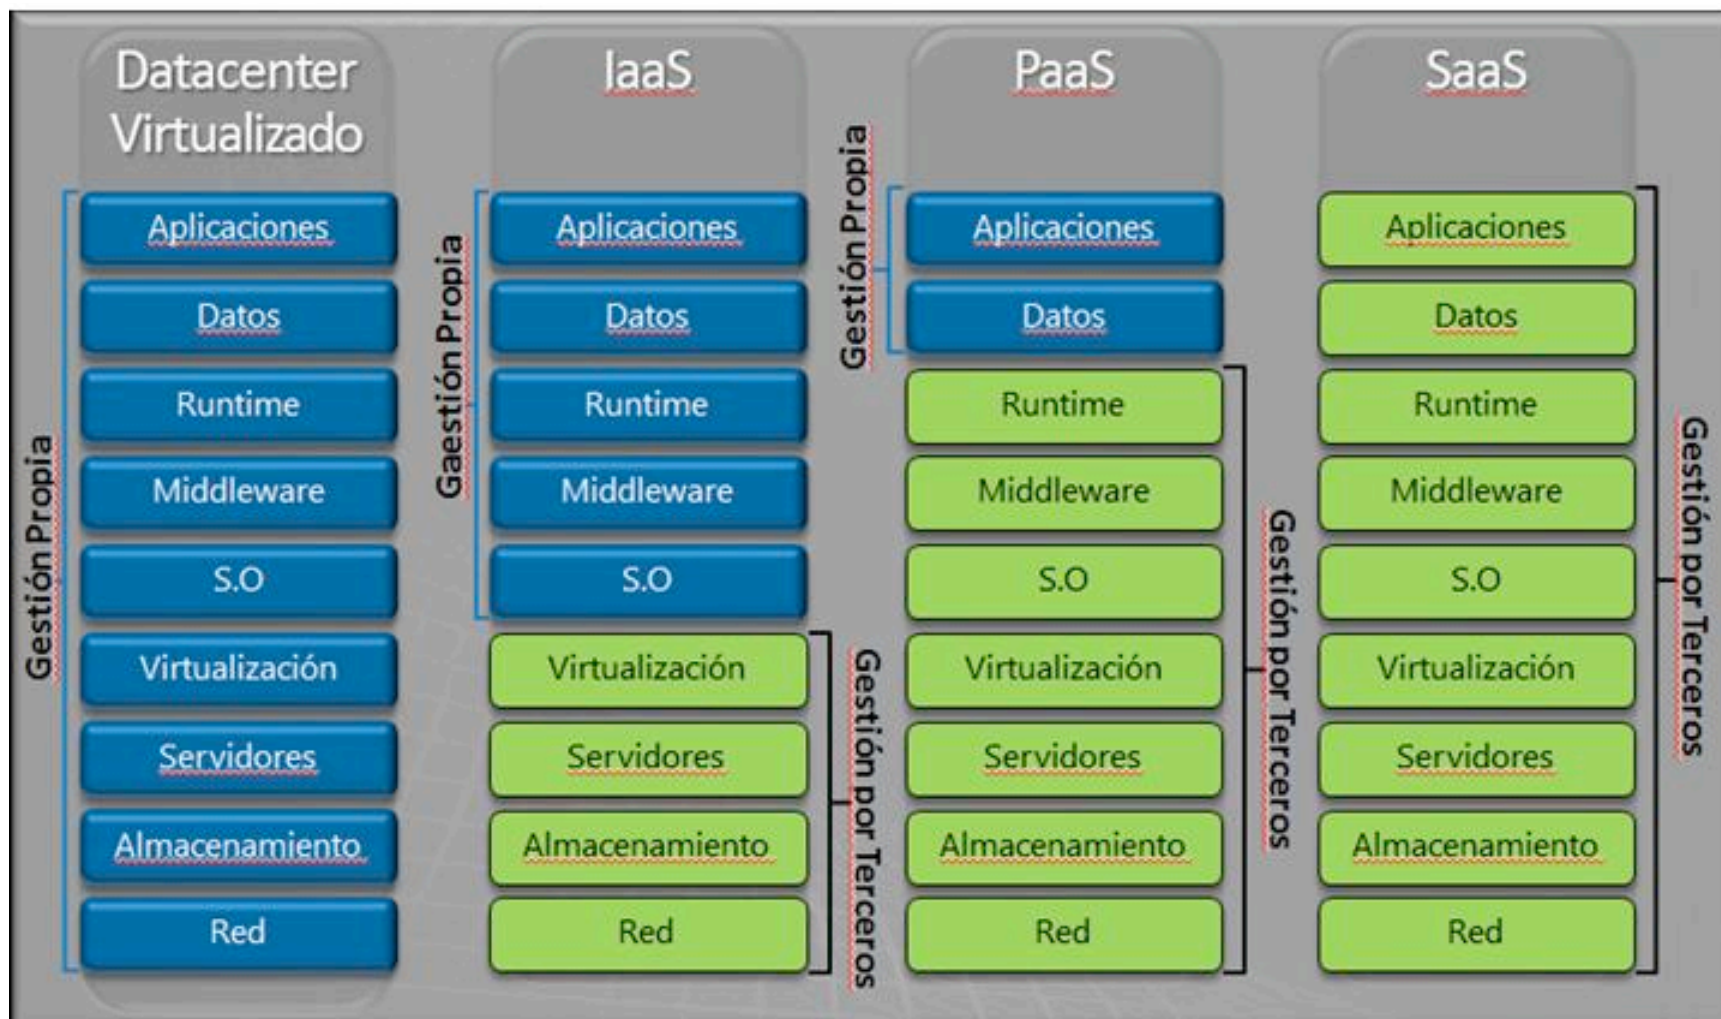 Datacenter
Virtualizado
Gestión Propia
Aplicaciones
Datos
Runtime
Middleware
S.O
Virtualización
Servidores
Almacenamiento
Red
IaaS
Gaestión Propia
Aplicaciones
Datos
Runtime
Middleware
S.O
Virtualización
Servidores
Almacenamiento
Red
Gestión por Terceros
PaaS
Gestión Propia
Aplicaciones
Datos
Runtime
Middleware
S.O
Virtualización
Servidores
Almacenamiento
Red
Gestión por Terceros
SaaS
Aplicaciones
Datos
Runtime
Middleware
S.O
Virtualización
Servidores
Almacenamiento
Red
Gestión por Terceros